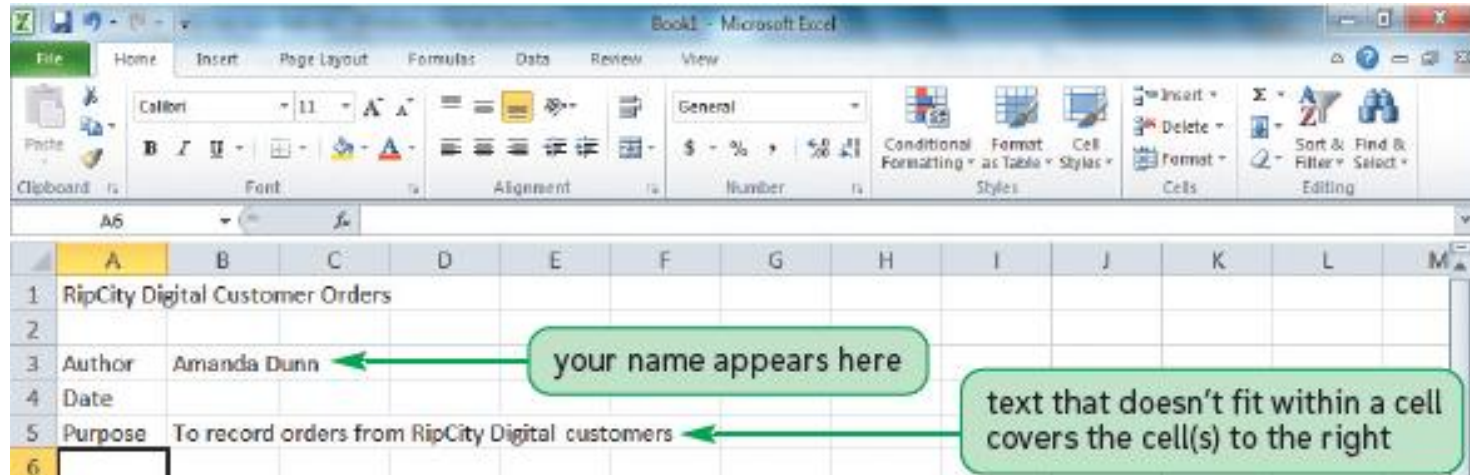 Book1 - Microsoft Excel
File Home Insert Page Layout Formulas Data Review View
Calibri 11 A A General
Paste B I U A $ % , Conditional Formatting Format as Table Cell Styles Insert Delete Format Σ Sort & Filter Find & Select
Clipboard Font Alignment Number Styles Cells Editing
A6 fx
A B C D E F G H I J K L M
1 RipCity Digital Customer Orders
2
3 Author Amanda Dunn your name appears here
4 Date
5 Purpose To record orders from RipCity Digital customers
text that doesn't fit within a cell
covers the cell(s) to the right
6